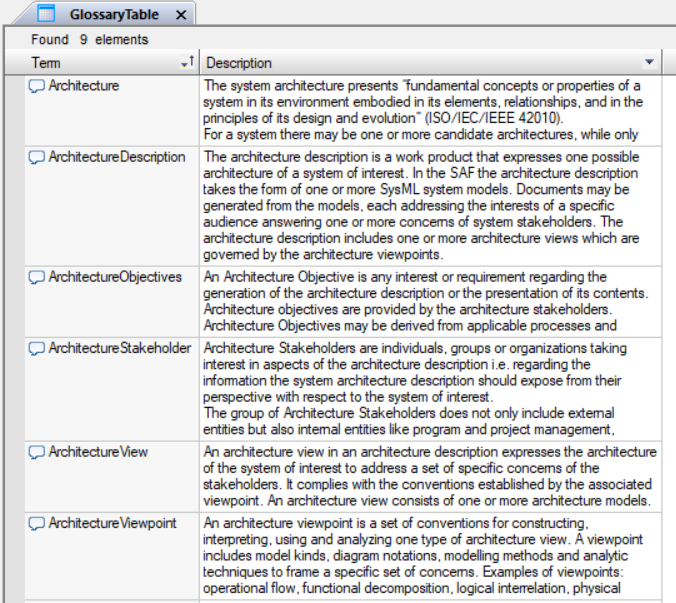 GlossaryTable
Found 9 elements
Term Description
Architecture
The system architecture presents "fundamental concepts or properties of a
system in its environment embodied in its elements, relationships, and in the
principles of its design and evolution" (ISO/IEC/IEEE 42010).
For a system there may be one or more candidate architectures, while only
ArchitectureDescription
The architecture description is a work product that expresses one possible
architecture of a system of interest. In the SAF the architecture description
takes the form of one or more SysML system models. Documents may be
generated from the models, each addressing the interests of a specific
audience answering one or more concerns of system stakeholders. The
architecture description includes one or more architecture views which are
governed by the architecture viewpoints.
ArchitectureObjectives
An Architecture Objective is any interest or requirement regarding the
generation of the architecture description or the presentation of its contents.
Architecture objectives are provided by the architecture stakeholders.
Architecture Objectives may be derived from applicable processes and
ArchitectureStakeholder
Architecture Stakeholders are individuals, groups or organizations taking
interest in aspects of the architecture description i.e. regarding the
information the system architecture description should expose from their
perspective with respect to the system of interest.
The group of Architecture Stakeholders does not only include external
entities but also internal entities like program and project management,
ArchitectureView
An architecture view in an architecture description expresses the architecture
of the system of interest to address a set of specific concerns of the
stakeholders. It complies with the conventions established by the associated
viewpoint. An architecture view consists of one or more architecture models.
ArchitectureViewpoint
An architecture viewpoint is a set of conventions for constructing,
interpreting, using and analyzing one type of architecture view. A viewpoint
includes model kinds, diagram notations, modelling methods and analytic
techniques to frame a specific set of concerns. Examples of viewpoints:
operational flow, functional decomposition, logical interrelation, physical